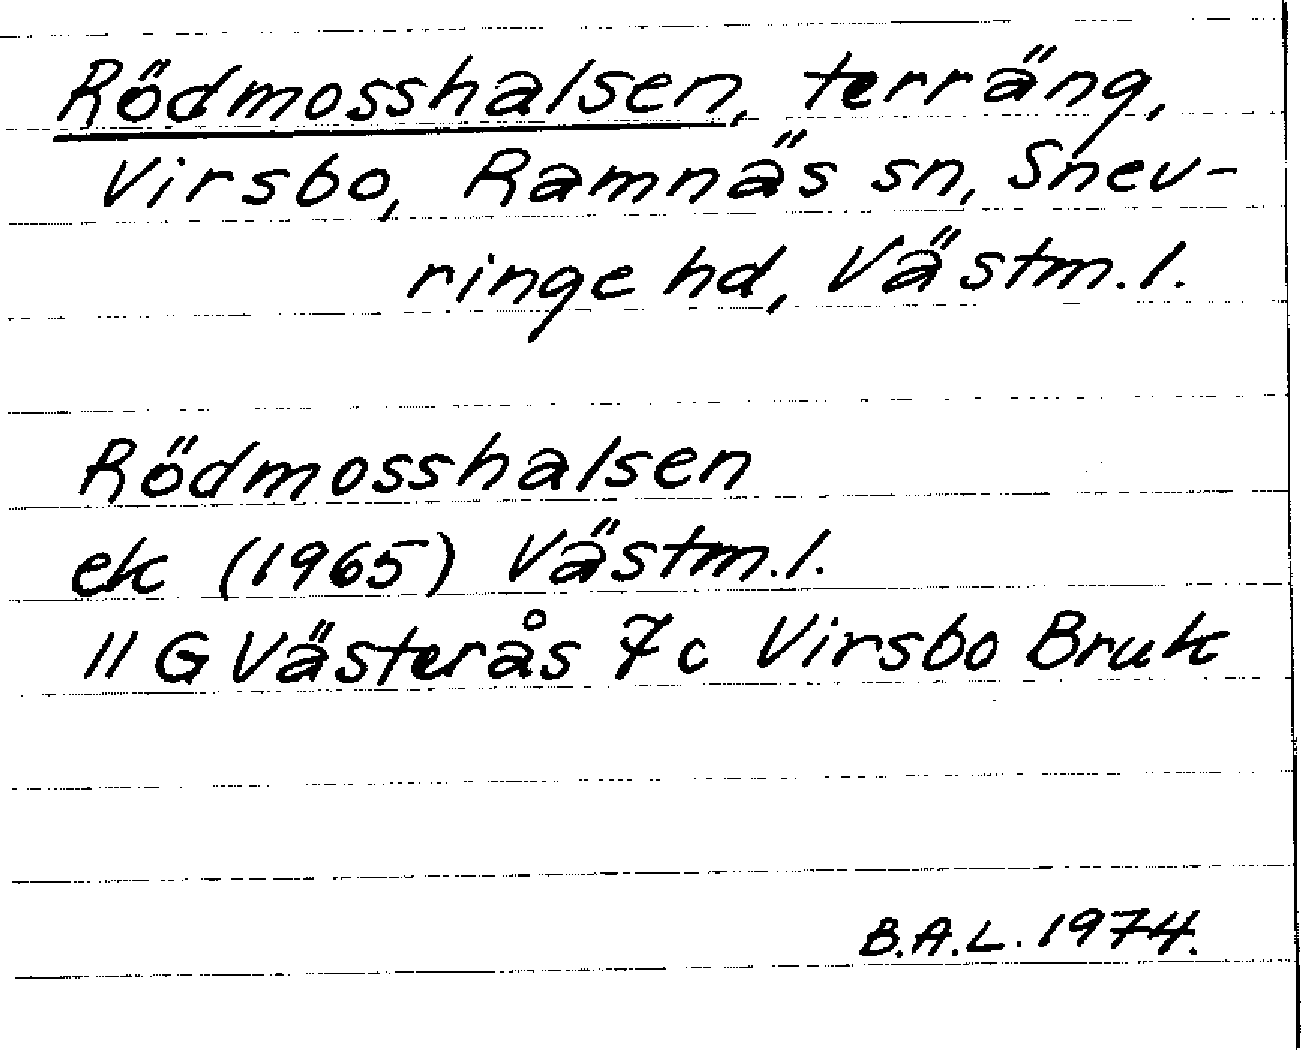 Rödmosshalsen, terräng,
Virsbo, Ramnäs sn, Snev-
ringe hd, Västm.l.
Rödmosshalsen
ek (1965) Västm.l.
11 G Västerås 7c Virsbo Bruk
B.A.L. 1974.